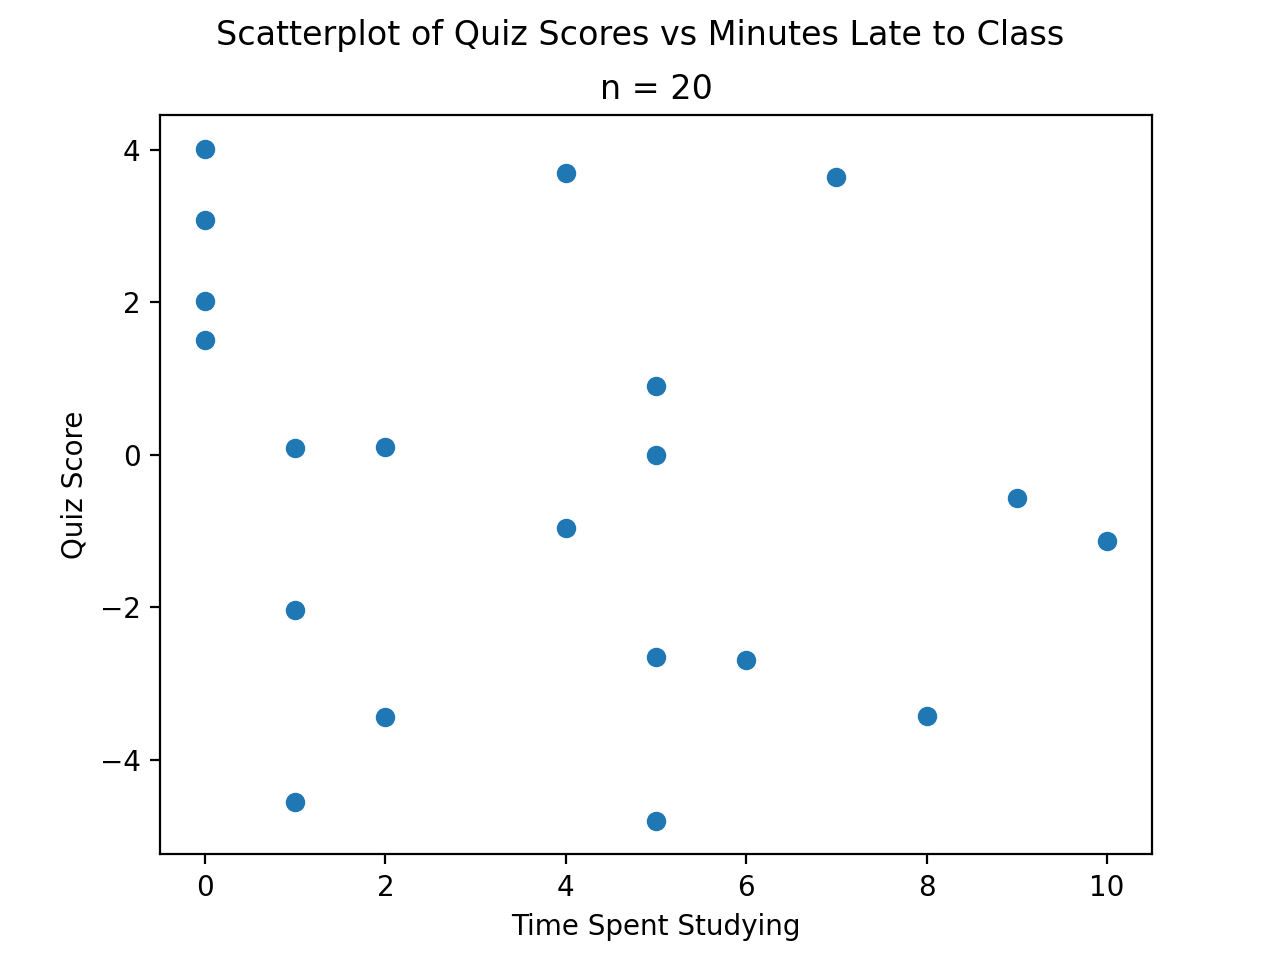 Scatterplot of Quiz Scores vs Minutes Late to Class
n = 20
4
2
0
−2
−4
Quiz Score
0 2 4 6 8 10
Time Spent Studying